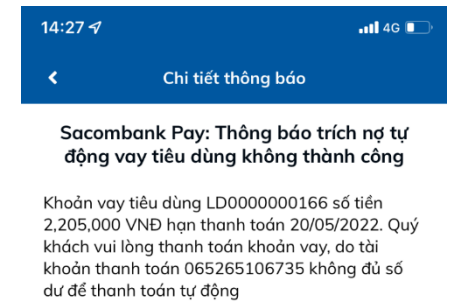 14:27
4G
Chi tiết thông báo
Sacombank Pay: Thông báo trích nợ tự
động vay tiêu dùng không thành công
Khoản vay tiêu dùng LD0000000166 số tiền
2,205,000 VNĐ hạn thanh toán 20/05/2022. Quý
khách vui lòng thanh toán khoản vay, do tài
khoản thanh toán 065265106735 không đủ số
dư để thanh toán tự động